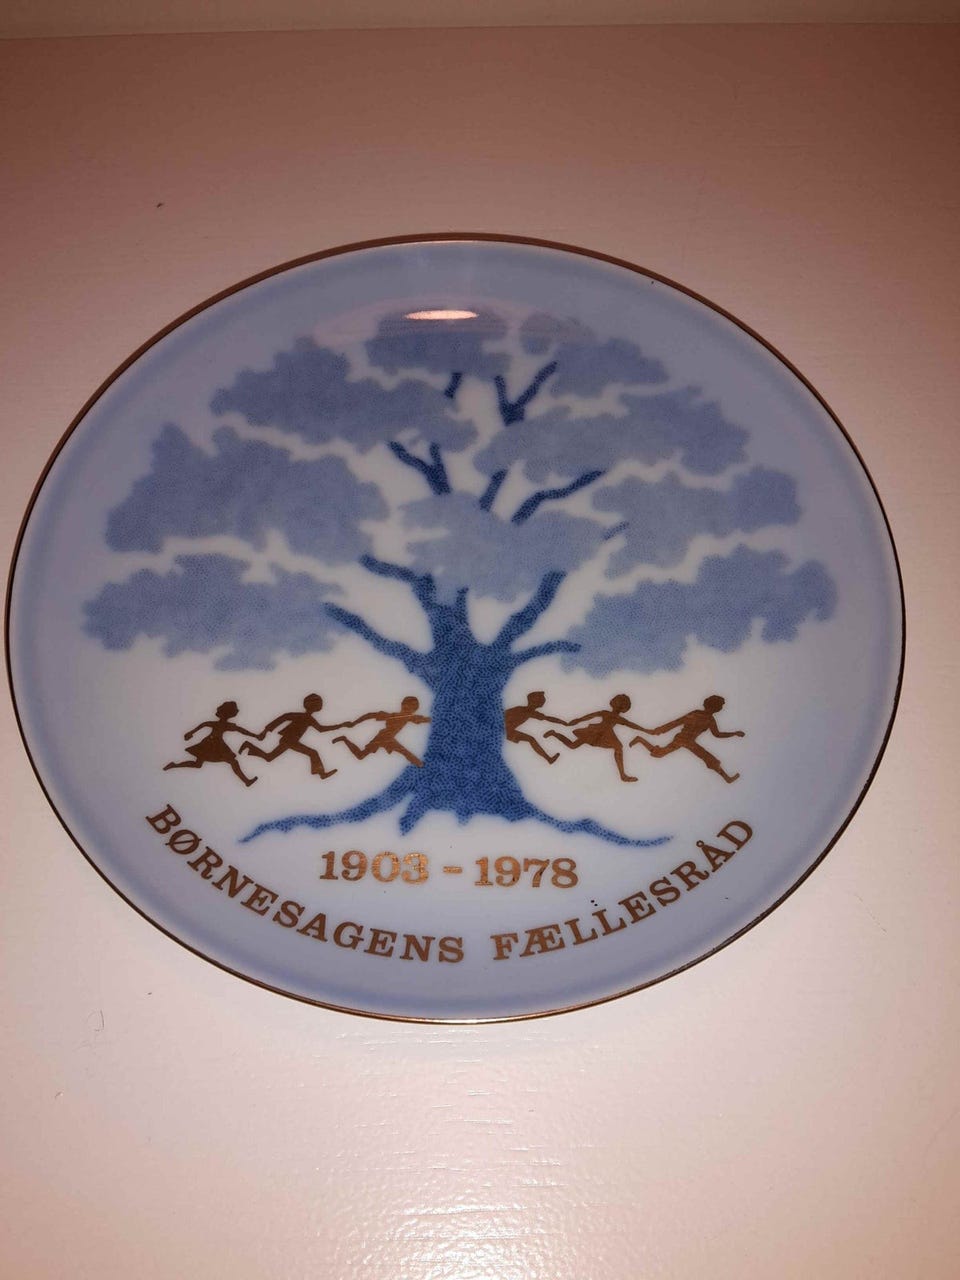 1903 - 1978
BØRNESAGENS FÆLLESRÅD